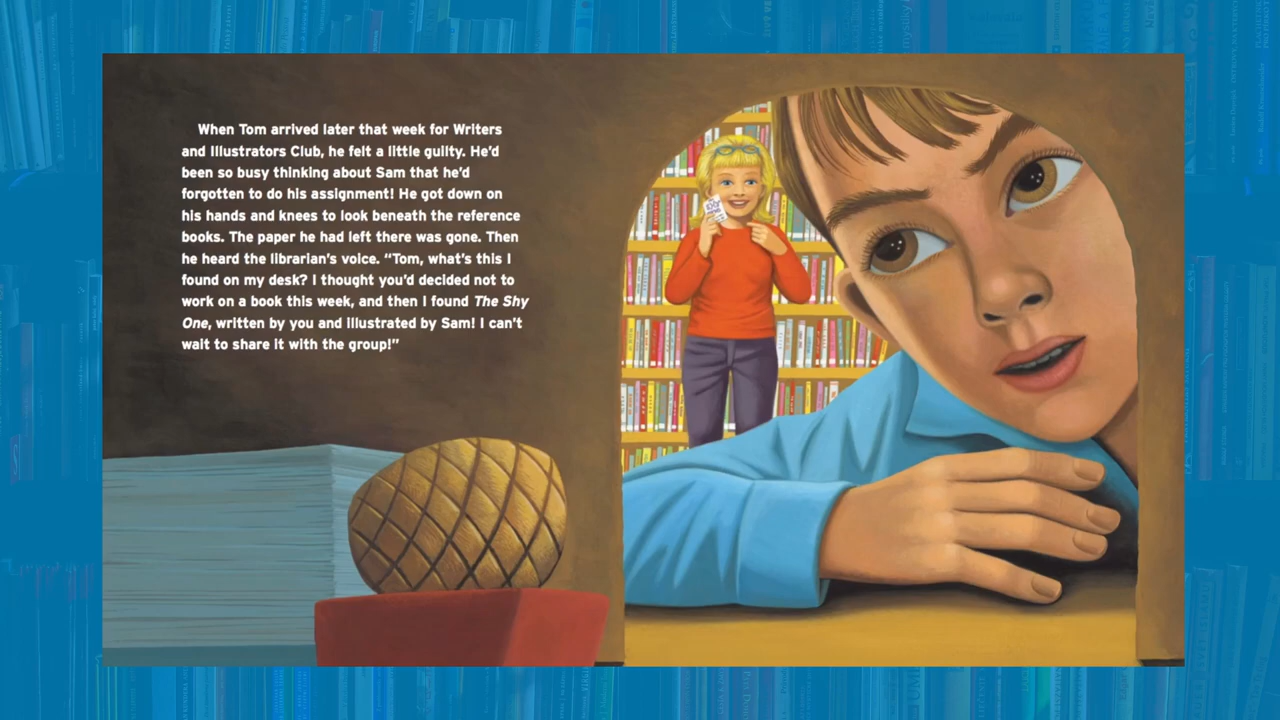 When Tom arrived later that week for Writers
and Illustrators Club, he felt a little guilty. He’d
been so busy thinking about Sam that he’d
forgotten to do his assignment! He got down on
his hands and knees to look beneath the reference
books. The paper he had left there was gone. Then
he heard the librarian’s voice. “Tom, what’s this I
found on my desk? I thought you’d decided not to
work on a book this week, and then I found The Shy
One, written by you and illustrated by Sam! I can’t
wait to share it with the group!”